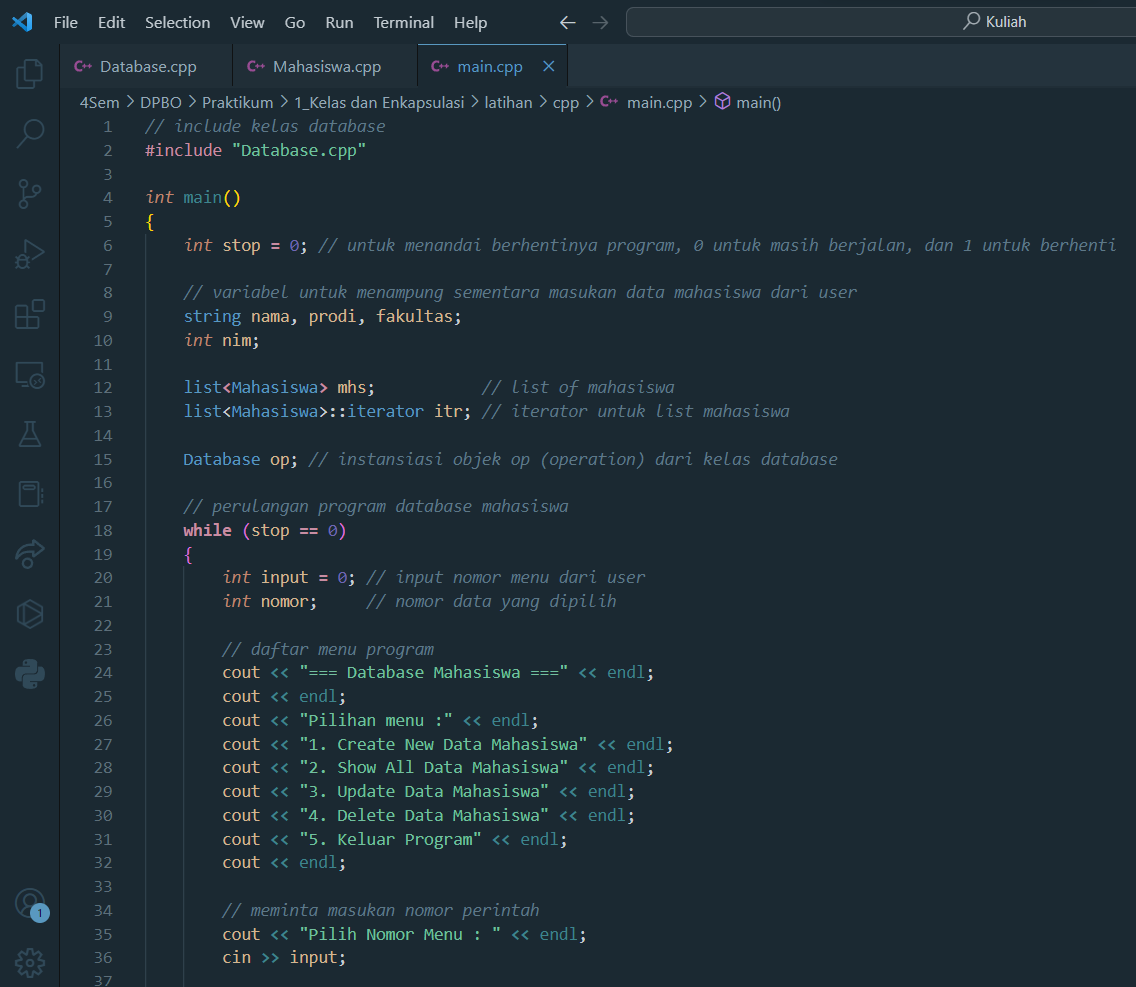 File Edit Selection View Go Run Terminal Help Kuliah
Database.cpp Mahasiswa.cpp main.cpp
4Sem > DPBO > Praktikum > 1_Kelas dan Enkapsulasi > latihan > cpp > main.cpp > main()
1 // include kelas database
2 #include "Database.cpp"
3
4 int main()
5 {
6 int stop = 0; // untuk menandai berhentinya program, 0 untuk masih berjalan, dan 1 untuk berhenti
7
8 // variabel untuk menampung sementara masukan data mahasiswa dari user
9 string nama, prodi, fakultas;
10 int nim;
11
12 list<Mahasiswa> mhs; // list of mahasiswa
13 list<Mahasiswa>::iterator itr; // iterator untuk list mahasiswa
14
15 Database op; // instansiasi objek op (operation) dari kelas database
16
17 // perulangan program database mahasiswa
18 while (stop == 0)
19 {
20 int input = 0; // input nomor menu dari user
21 int nomor; // nomor data yang dipilih
22
23 // daftar menu program
24 cout << "=== Database Mahasiswa ===" << endl;
25 cout << endl;
26 cout << "Pilihan menu :" << endl;
27 cout << "1. Create New Data Mahasiswa" << endl;
28 cout << "2. Show All Data Mahasiswa" << endl;
29 cout << "3. Update Data Mahasiswa" << endl;
30 cout << "4. Delete Data Mahasiswa" << endl;
31 cout << "5. Keluar Program" << endl;
32 cout << endl;
33
34 // meminta masukan nomor perintah
35 cout << "Pilih Nomor Menu : " << endl;
36 cin >> input;
37
1